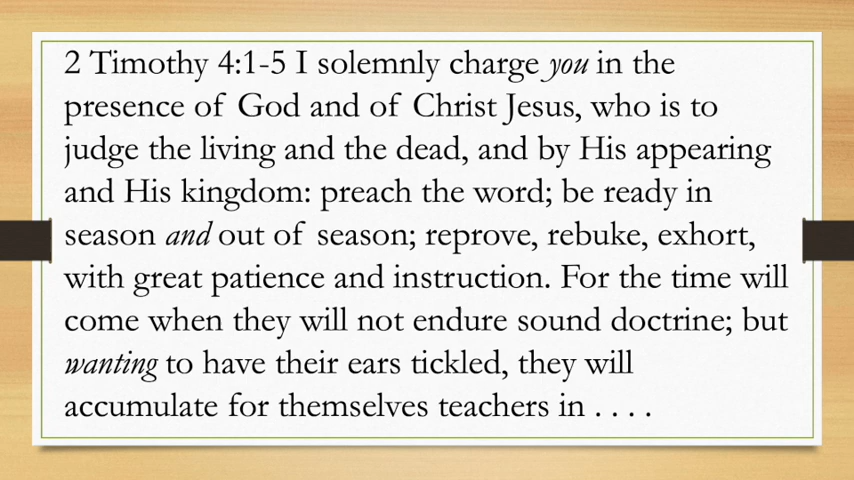 2 Timothy 4:1-5 I solemnly charge you in the
presence of God and of Christ Jesus, who is to
judge the living and the dead, and by His appearing
and His kingdom: preach the word; be ready in
season and out of season; reprove, rebuke, exhort,
with great patience and instruction. For the time will
come when they will not endure sound doctrine; but
wanting to have their ears tickled, they will
accumulate for themselves teachers in . . . .